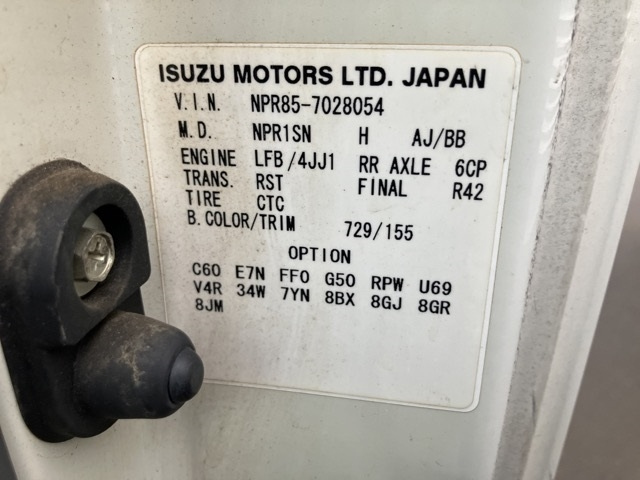 ISUZU MOTORS LTD. JAPAN
V.I.N. NPR85-7028054
M.D. NPR1SN H AJ/BB
ENGINE LFB/4JJ1 RR AXLE 6CP
TRANS. RST FINAL R42
TIRE CTC
B.COLOR/TRIM 729/155
OPTION
C60 E7N FF0 G50 RPW U69
V4R 34W 7YN 8BX 8GJ 8GR
8JM